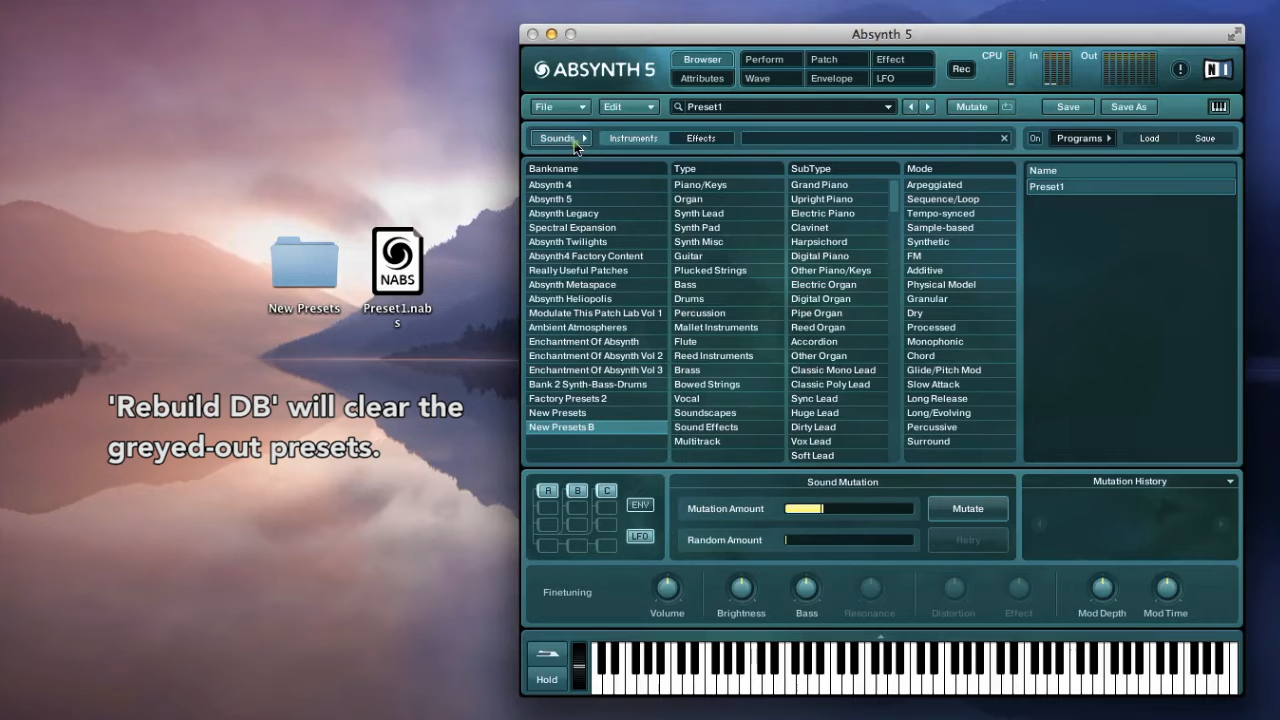 Absynth 5
ABSYNTH 5
Browser
Perform
Patch
Effect
Attributes
Wave
Envelope
LFO
Rec
CPU
In
Out
!
NI
File
Edit
Preset1
Mutate
Save
Save As
Sounds
Instruments
Effects
On
Programs
Load
Save
Bankname
Absynth 4
Absynth 5
Absynth Legacy
Spectral Expansion
Absynth Twilights
Absynth4 Factory Content
Really Useful Patches
Absynth Metaspace
Absynth Heliopolis
Modulate This Patch Lab Vol 1
Ambient Atmospheres
Enchantment Of Absynth
Enchantment Of Absynth Vol 2
Enchantment Of Absynth Vol 3
Bank 2 Synth-Bass-Drums
Factory Presets 2
New Presets
New Presets B
Type
Piano/Keys
Organ
Synth Lead
Synth Pad
Synth Misc
Guitar
Plucked Strings
Bass
Drums
Percussion
Mallet Instruments
Flute
Reed Instruments
Brass
Bowed Strings
Vocal
Soundscapes
Sound Effects
Multitrack
SubType
Grand Piano
Upright Piano
Electric Piano
Clavinet
Harpsichord
Digital Piano
Other Piano/Keys
Electric Organ
Digital Organ
Pipe Organ
Reed Organ
Accordion
Other Organ
Classic Mono Lead
Classic Poly Lead
Sync Lead
Huge Lead
Dirty Lead
Vox Lead
Soft Lead
Mode
Arpeggiated
Sequence/Loop
Tempo-synced
Sample-based
Synthetic
FM
Additive
Physical Model
Granular
Dry
Processed
Monophonic
Chord
Glide/Pitch Mod
Slow Attack
Long Release
Long/Evolving
Percussive
Surround
Name
Preset1
NABS
New Presets
Preset1.nab
s
'Rebuild DB' will clear the
greyed-out presets.
A
B
C
ENV
LFO
Sound Mutation
Mutation Amount
Mutate
Random Amount
Retry
Mutation History
Finetuning
Volume
Brightness
Bass
Resonance
Distortion
Effect
Mod Depth
Mod Time
Hold